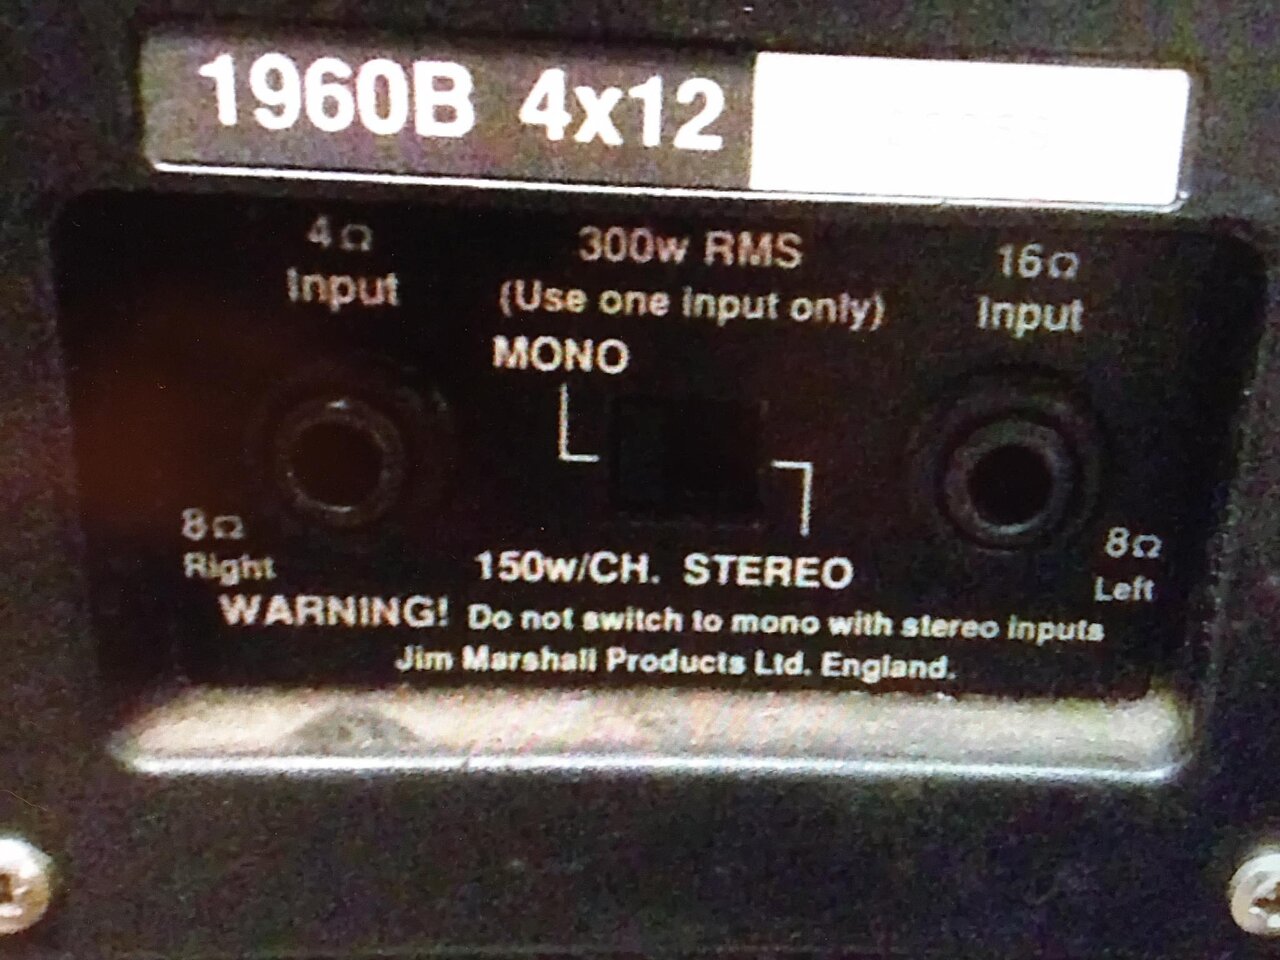 1960B 4x12
4Ω 300w RMS 16Ω
Input (Use one input only) Input
MONO
8Ω 8Ω
Right 150w/CH. STEREO Left
WARNING! Do not switch to mono with stereo inputs
Jim Marshall Products Ltd. England.